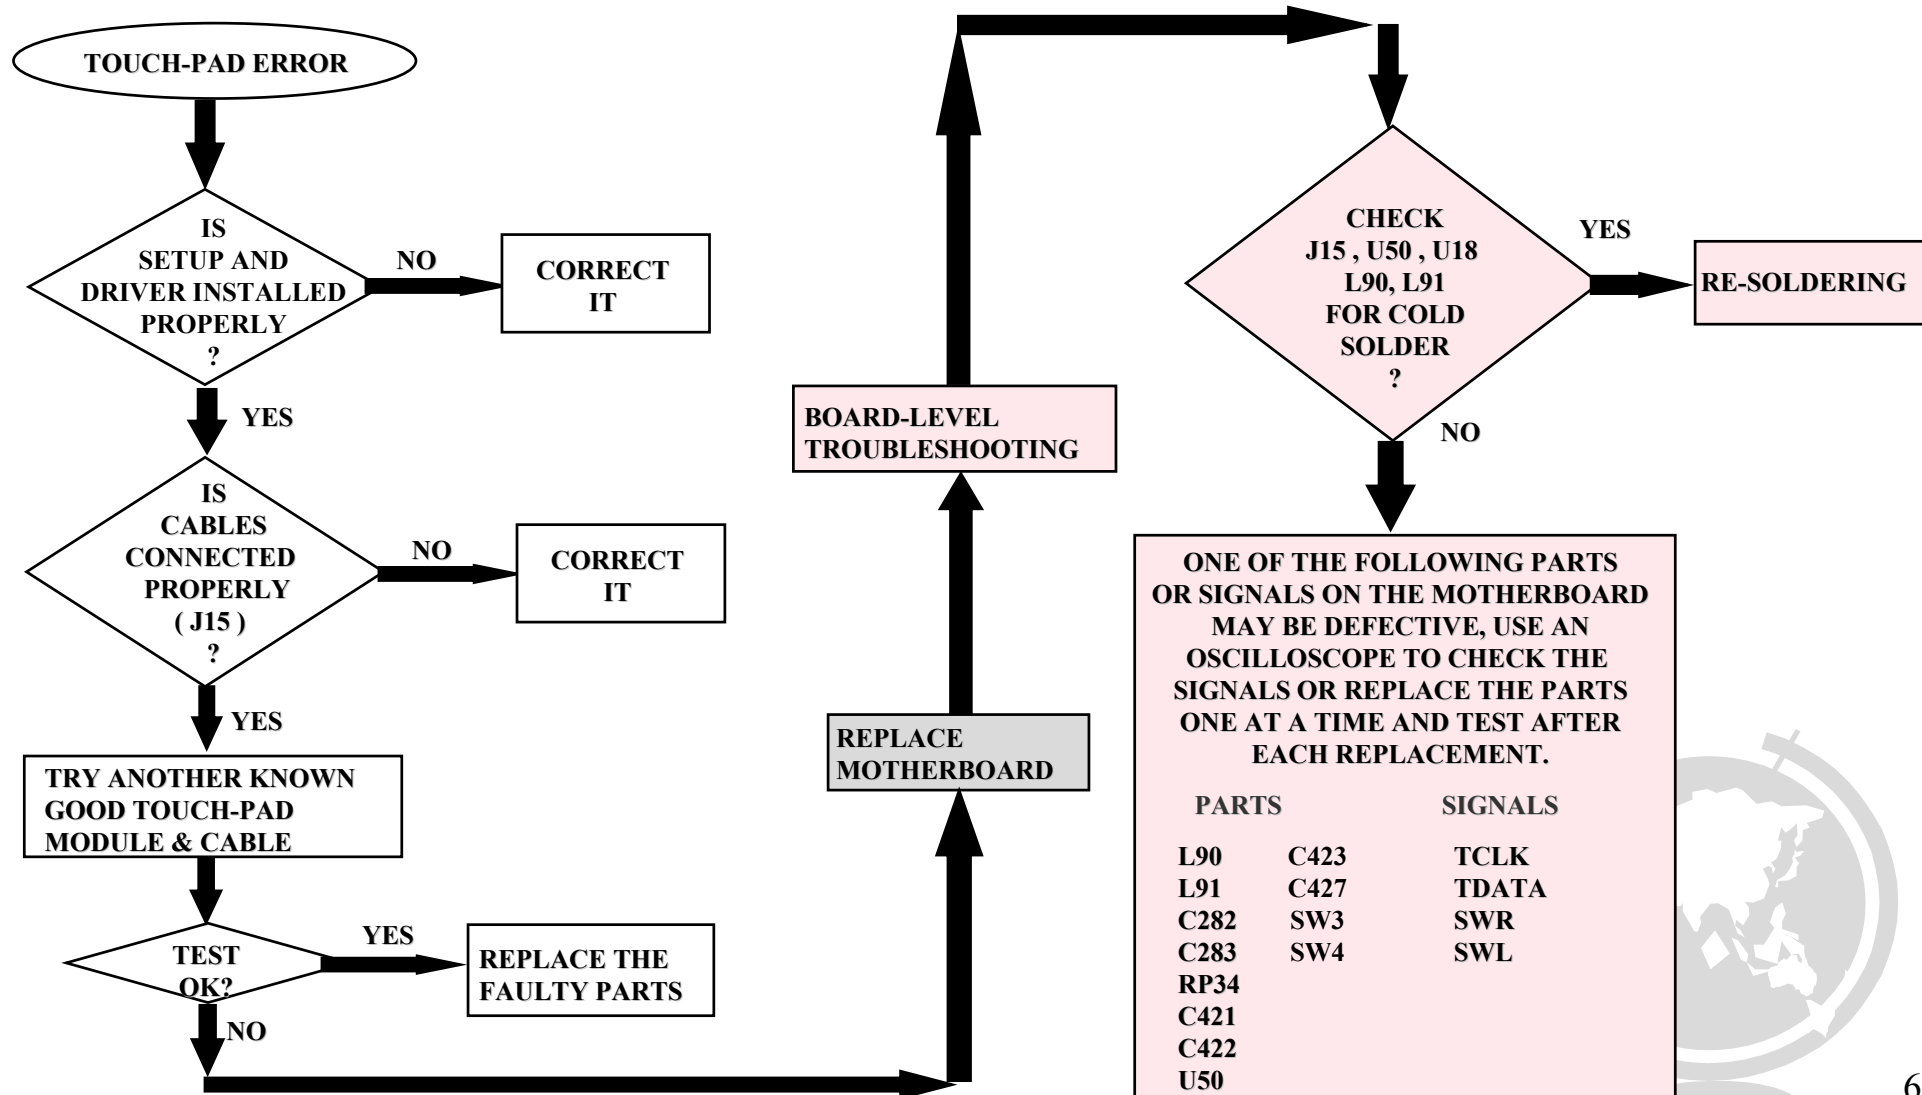 TOUCH-PAD ERROR
IS
SETUP AND
DRIVER INSTALLED
PROPERLY
?
NO
CORRECT
IT
YES
IS
CABLES
CONNECTED
PROPERLY
( J15 )
?
NO
CORRECT
IT
YES
TRY ANOTHER KNOWN
GOOD TOUCH-PAD
MODULE & CABLE
TEST
OK?
YES
REPLACE THE
FAULTY PARTS
NO
REPLACE
MOTHERBOARD
BOARD-LEVEL
TROUBLESHOOTING
CHECK
J15 , U50 , U18
L90, L91
FOR COLD
SOLDER
?
YES
RE-SOLDERING
NO
ONE OF THE FOLLOWING PARTS
OR SIGNALS ON THE MOTHERBOARD
MAY BE DEFECTIVE, USE AN
OSCILLOSCOPE TO CHECK THE
SIGNALS OR REPLACE THE PARTS
ONE AT A TIME AND TEST AFTER
EACH REPLACEMENT.
PARTS SIGNALS
L90 C423 TCLK
L91 C427 TDATA
C282 SW3 SWR
C283 SW4 SWL
RP34
C421
C422
U50
6